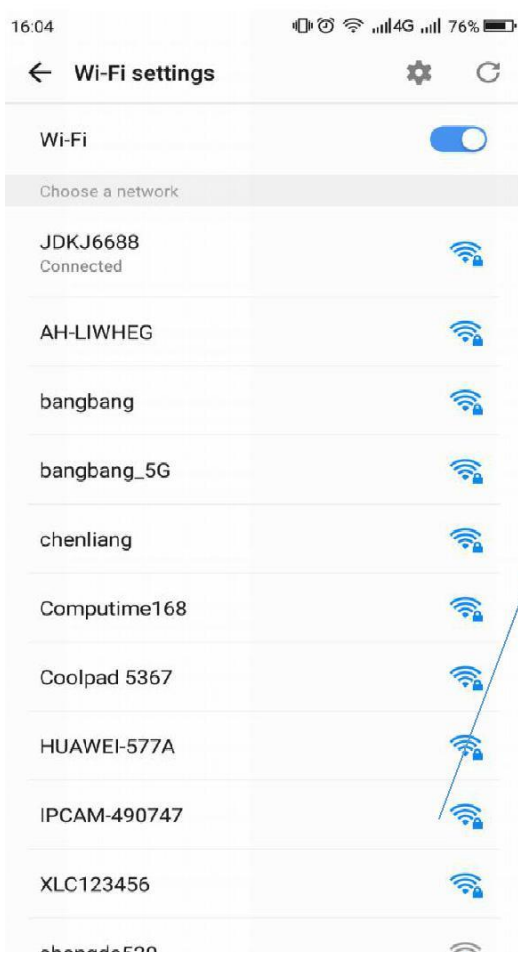 16:04 4G 76%
Wi-Fi settings
Wi-Fi
Choose a network
JDKJ6688
Connected
AH-LIWHEG
bangbang
bangbang_5G
chenliang
Computime168
Coolpad 5367
HUAWEI-577A
IPCAM-490747
XLC123456